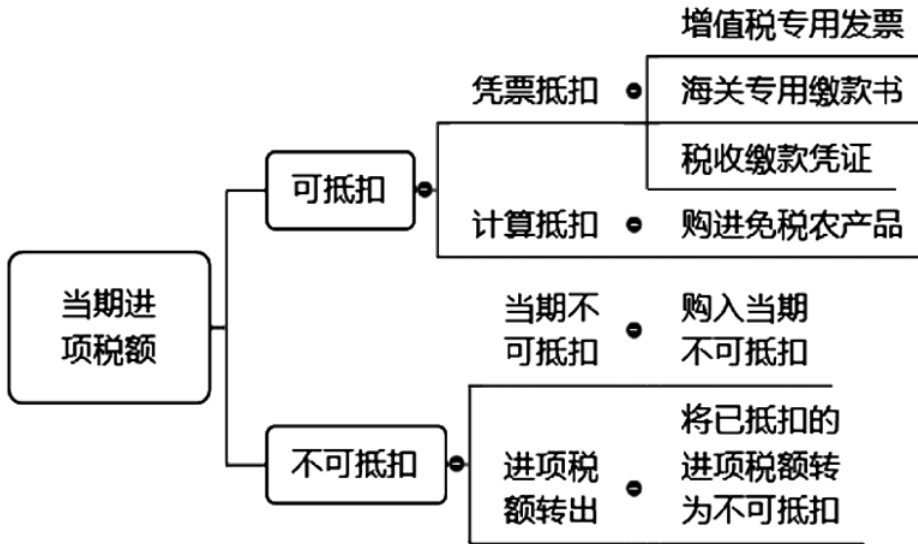 增值税专用发票
凭票抵扣
海关专用缴款书
税收缴款凭证
可抵扣
计算抵扣
购进免税农产品
当期进
项税额
当期不
可抵扣
购入当期
不可抵扣
不可抵扣
进项税
额转出
将已抵扣的
进项税额转
为不可抵扣